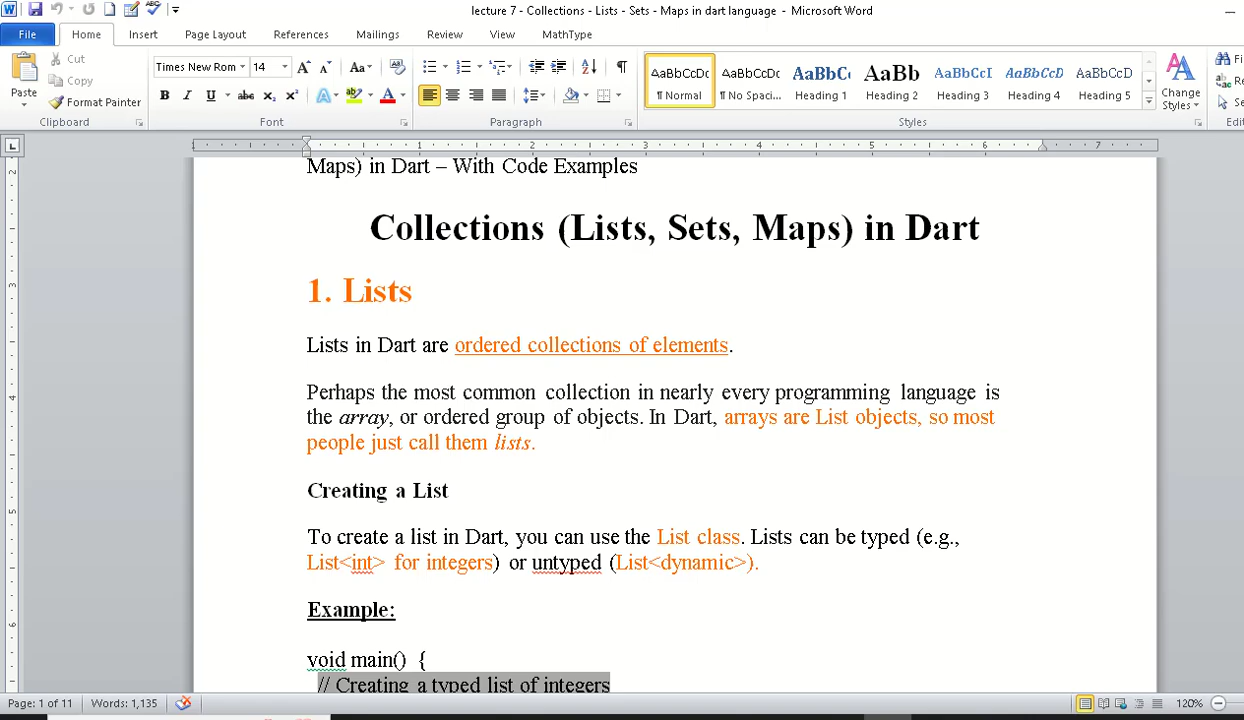 lecture 7 - Collections - Lists - Sets - Maps in dart language - Microsoft Word
File Home Insert Page Layout References Mailings Review View MathType
Paste
Cut
Copy
Format Painter
Clipboard
Times New Rom 14
Font
Paragraph
AaBbCcDc AaBbCcDc AaBbC AaBb AaBbCcI AaBbCcD AaBbCcD
¶ Normal ¶ No Spaci... Heading 1 Heading 2 Heading 3 Heading 4 Heading 5
Change Styles
Styles
Maps) in Dart – With Code Examples
Collections (Lists, Sets, Maps) in Dart
1. Lists
Lists in Dart are ordered collections of elements.
Perhaps the most common collection in nearly every programming language is
the array, or ordered group of objects. In Dart, arrays are List objects, so most
people just call them lists.
Creating a List
To create a list in Dart, you can use the List class. Lists can be typed (e.g.,
List<int> for integers) or untyped (List<dynamic>).
Example:
void main() {
// Creating a typed list of integers
Page: 1 of 11 Words: 1,135 120%